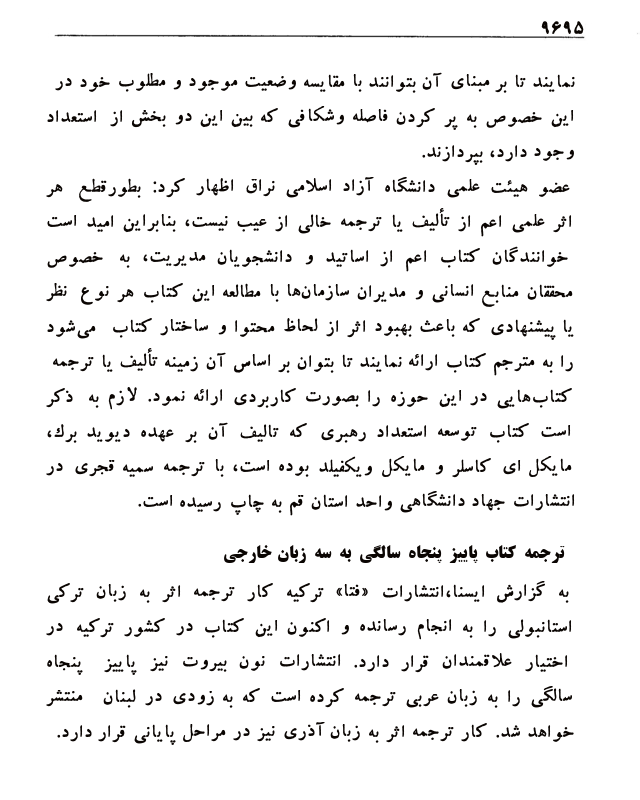 ۹۶۹۵
نمایند تا بر مبنای آن بتوانند با مقایسه وضعیت موجود و مطلوب خود در
این خصوص به پر کردن فاصله وشکافی که بین این دو بخش از استعداد
وجود دارد، بپردازند.
عضو هیئت علمی دانشگاه آزاد اسلامی نراق اظهار کرد: بطورقطع هر
اثر علمی اعم از تألیف یا ترجمه خالی از عیب نیست، بنابراین امید است
خوانندگان کتاب اعم از اساتید و دانشجویان مدیریت، به خصوص
محققان منابع انسانی و مدیران سازمان‌ها با مطالعه این کتاب هر نوع نظر
یا پیشنهادی که باعث بهبود اثر از لحاظ محتوا و ساختار کتاب می‌شود
را به مترجم کتاب ارائه نمایند تا بتوان بر اساس آن زمینه تألیف یا ترجمه
کتاب‌هایی در این حوزه را بصورت کاربردی ارائه نمود. لازم به ذکر
است کتاب توسعه استعداد رهبری که تالیف آن بر عهده دیوید برك،
مایکل ای کاسلر و مایکل ویکفیلد بوده است، با ترجمه سمیه قجری در
انتشارات جهاد دانشگاهی واحد استان قم به چاپ رسیده است.
ترجمه کتاب پاییز پنجاه سالگی به سه زبان خارجی
به گزارش ایسنا،انتشارات «فتا» ترکیه کار ترجمه اثر به زبان ترکی
استانبولی را به انجام رسانده و اکنون این کتاب در کشور ترکیه در
اختیار علاقمندان قرار دارد. انتشارات نون بیروت نیز پاییز پنجاه
سالگی را به زبان عربی ترجمه کرده است که به زودی در لبنان منتشر
خواهد شد. کار ترجمه اثر به زبان آذری نیز در مراحل پایانی قرار دارد.